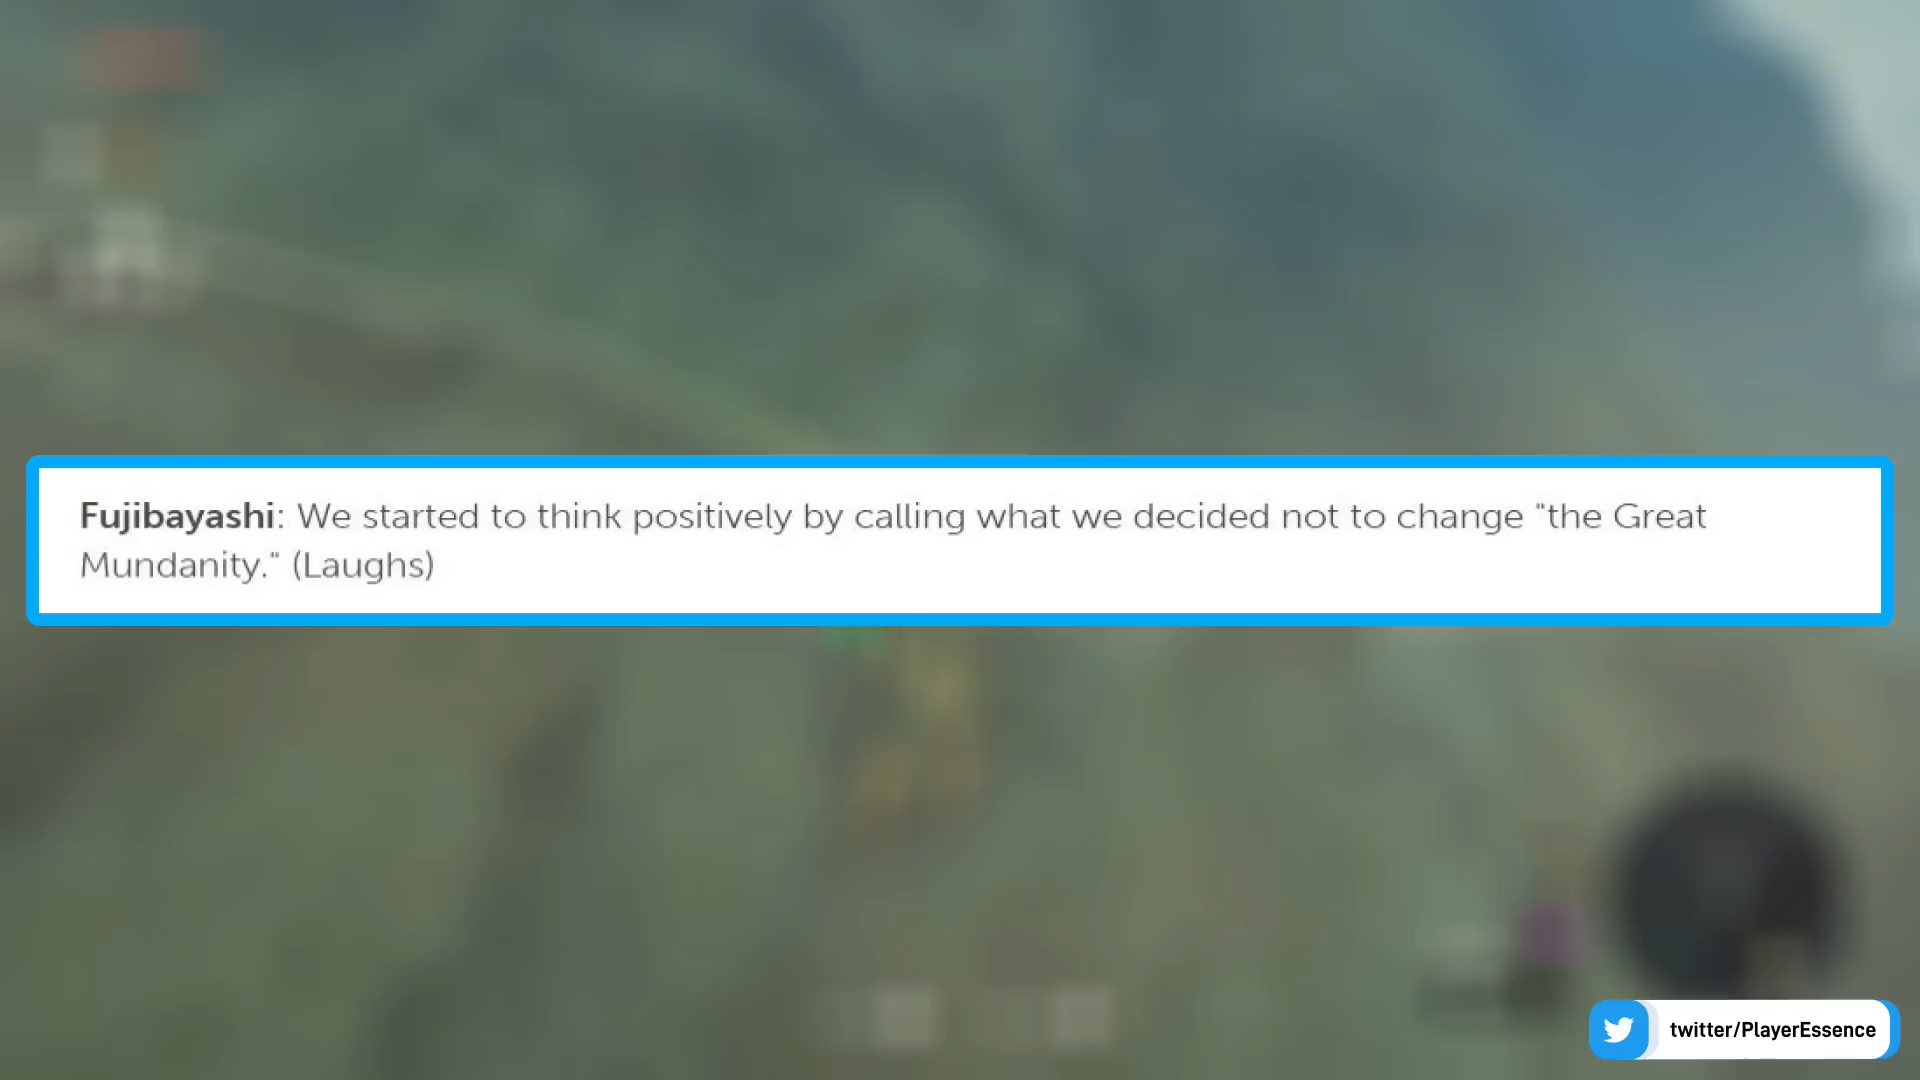 Fujibayashi: We started to think positively by calling what we decided not to change "the Great
Mundanity." (Laughs)
twitter/PlayerEssence